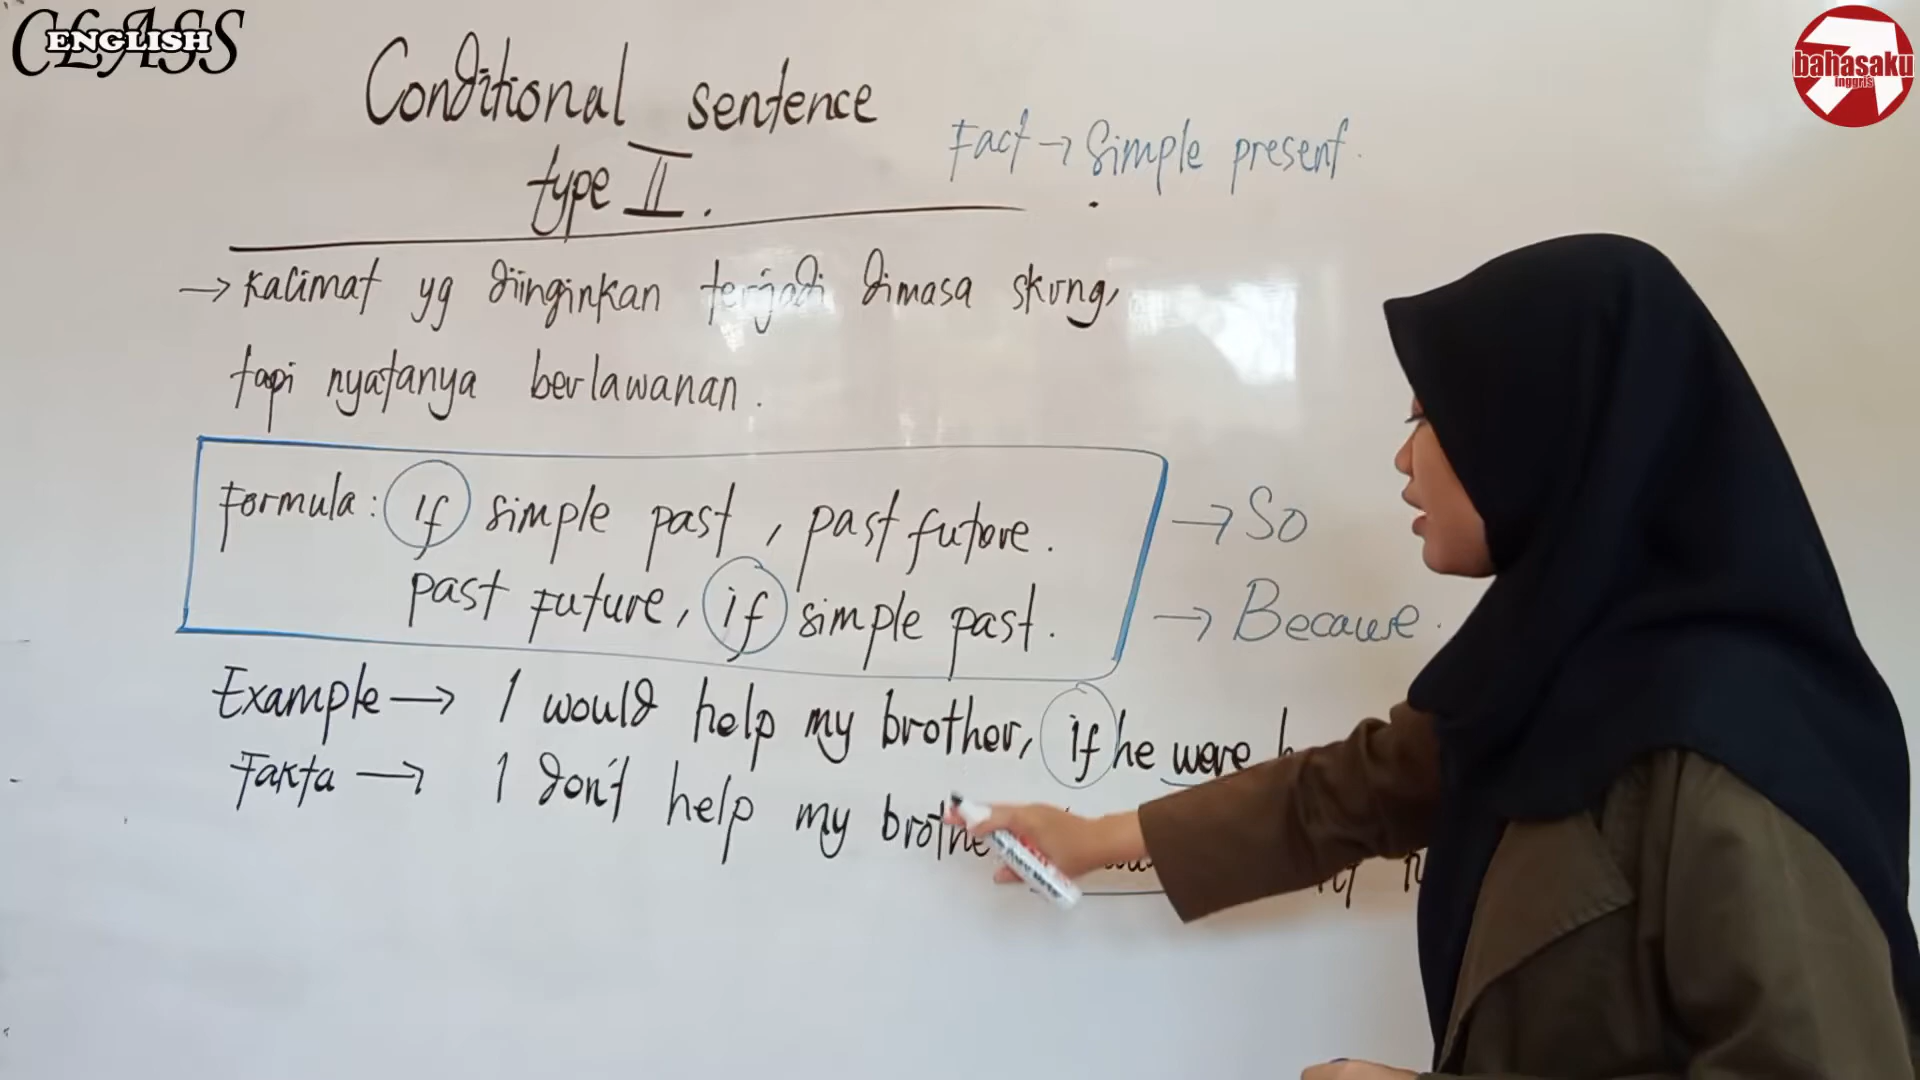 CLASS
ENGLISH
bahasaku
inggris
Conditional sentence
type II.
Fact → Simple present.
→ Kalimat yg diinginkan terjadi dimasa skrng,
tapi nyatanya berlawanan.
Formula: if simple past, past future. → So
past Future, if simple past. → Because.
Example → I would help my brother, if he were
Fakta → I don't help my